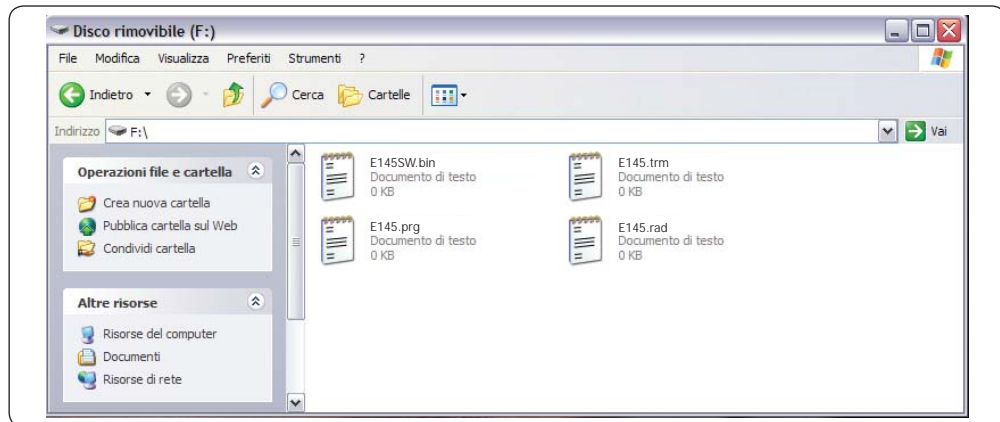 Disco rimovibile (F:)
File Modifica Visualizza Preferiti Strumenti ?
Indietro Cerca Cartelle
Indirizzo F:\ Vai
Operazioni file e cartella
Crea nuova cartella
Pubblica cartella sul Web
Condividi cartella
Altre risorse
Risorse del computer
Documenti
Risorse di rete
E145SW.bin
Documento di testo
0 KB
E145.trm
Documento di testo
0 KB
E145.prg
Documento di testo
0 KB
E145.rad
Documento di testo
0 KB